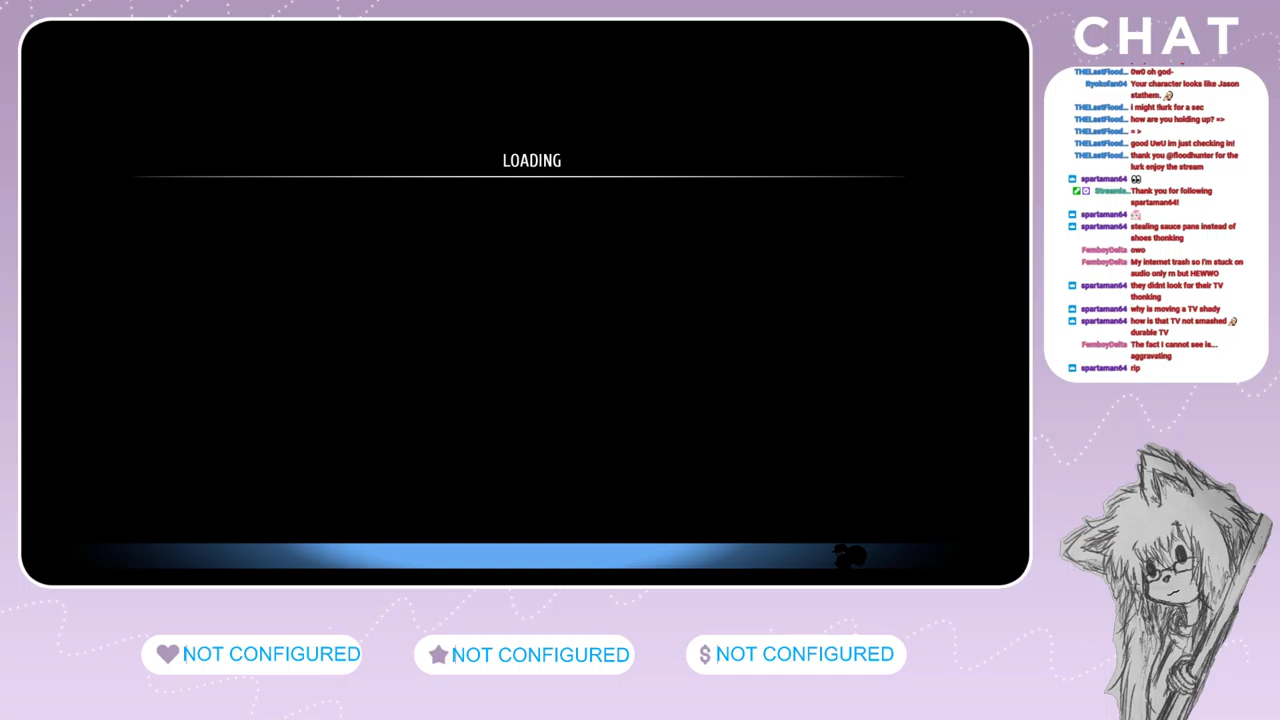 CHAT
THELastFlood... 0w0 oh god-
Ryokofan04 Your character looks like Jason
stathem.
THELastFlood... i might !lurk for a sec
THELastFlood... how are you holding up? =>
THELastFlood... = >
THELastFlood... good UwU im just checking in!
THELastFlood... thank you @floodhunter for the
lurk enjoy the stream
spartaman64
Streamla... Thank you for following
spartaman64!
spartaman64
spartaman64 stealing sauce pans instead of
shoes thonking
FemboyDelta owo
FemboyDelta My internet trash so I'm stuck on
audio only rn but HEWWO
spartaman64 they didnt look for their TV
thonking
spartaman64 why is moving a TV shady
spartaman64 how is that TV not smashed
durable TV
FemboyDelta The fact I cannot see is...
aggravating
spartaman64 rip
LOADING
NOT CONFIGURED
NOT CONFIGURED
$ NOT CONFIGURED